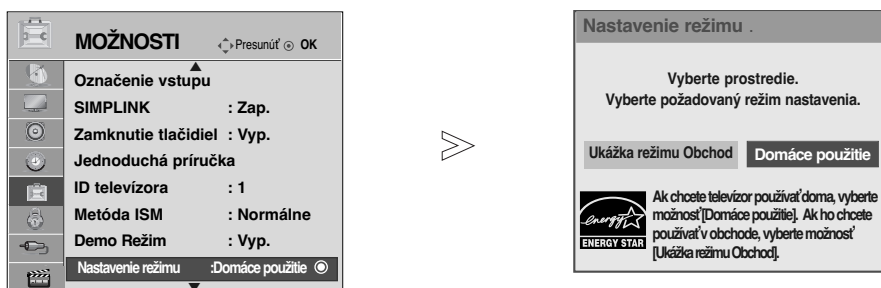 MOŽNOSTI
Presunúť
OK
Označenie vstupu
SIMPLINK : Zap.
Zamknutie tlačidiel : Vyp.
Jednoduchá príručka
ID televízora : 1
Metóda ISM : Normálne
Demo Režim : Vyp.
Nastavenie režimu :Domáce použitie
Nastavenie režimu .
Vyberte prostredie.
Vyberte požadovaný režim nastavenia.
Ukážka režimu Obchod
Domáce použitie
Ak chcete televízor používať doma, vyberte
možnosť [Domáce použitie]. Ak ho chcete
používať v obchode, vyberte možnosť
[Ukážka režimu Obchod].
energy
ENERGY STAR